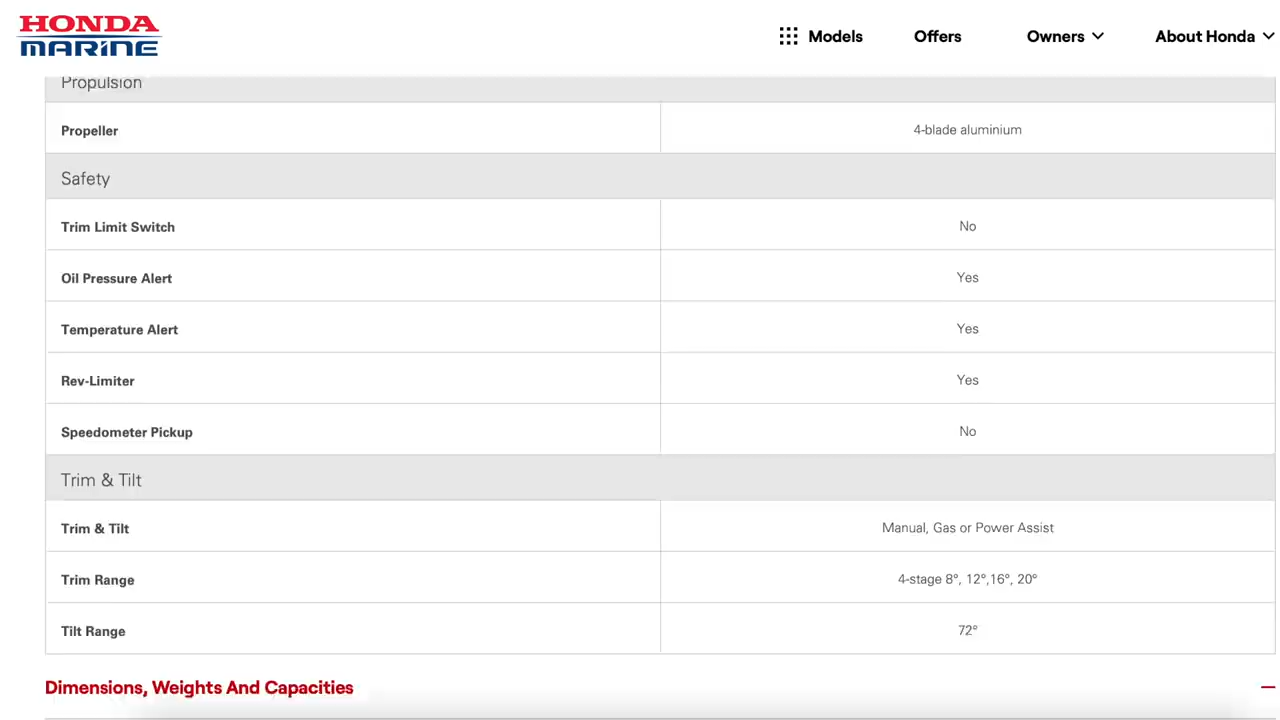 HONDA
MARINE
Models
Offers
Owners
About Honda
Propulsion
Propeller
4-blade aluminium
Safety
Trim Limit Switch
No
Oil Pressure Alert
Yes
Temperature Alert
Yes
Rev-Limiter
Yes
Speedometer Pickup
No
Trim & Tilt
Trim & Tilt
Manual, Gas or Power Assist
Trim Range
4-stage 8°, 12°,16°, 20°
Tilt Range
72°
Dimensions, Weights And Capacities